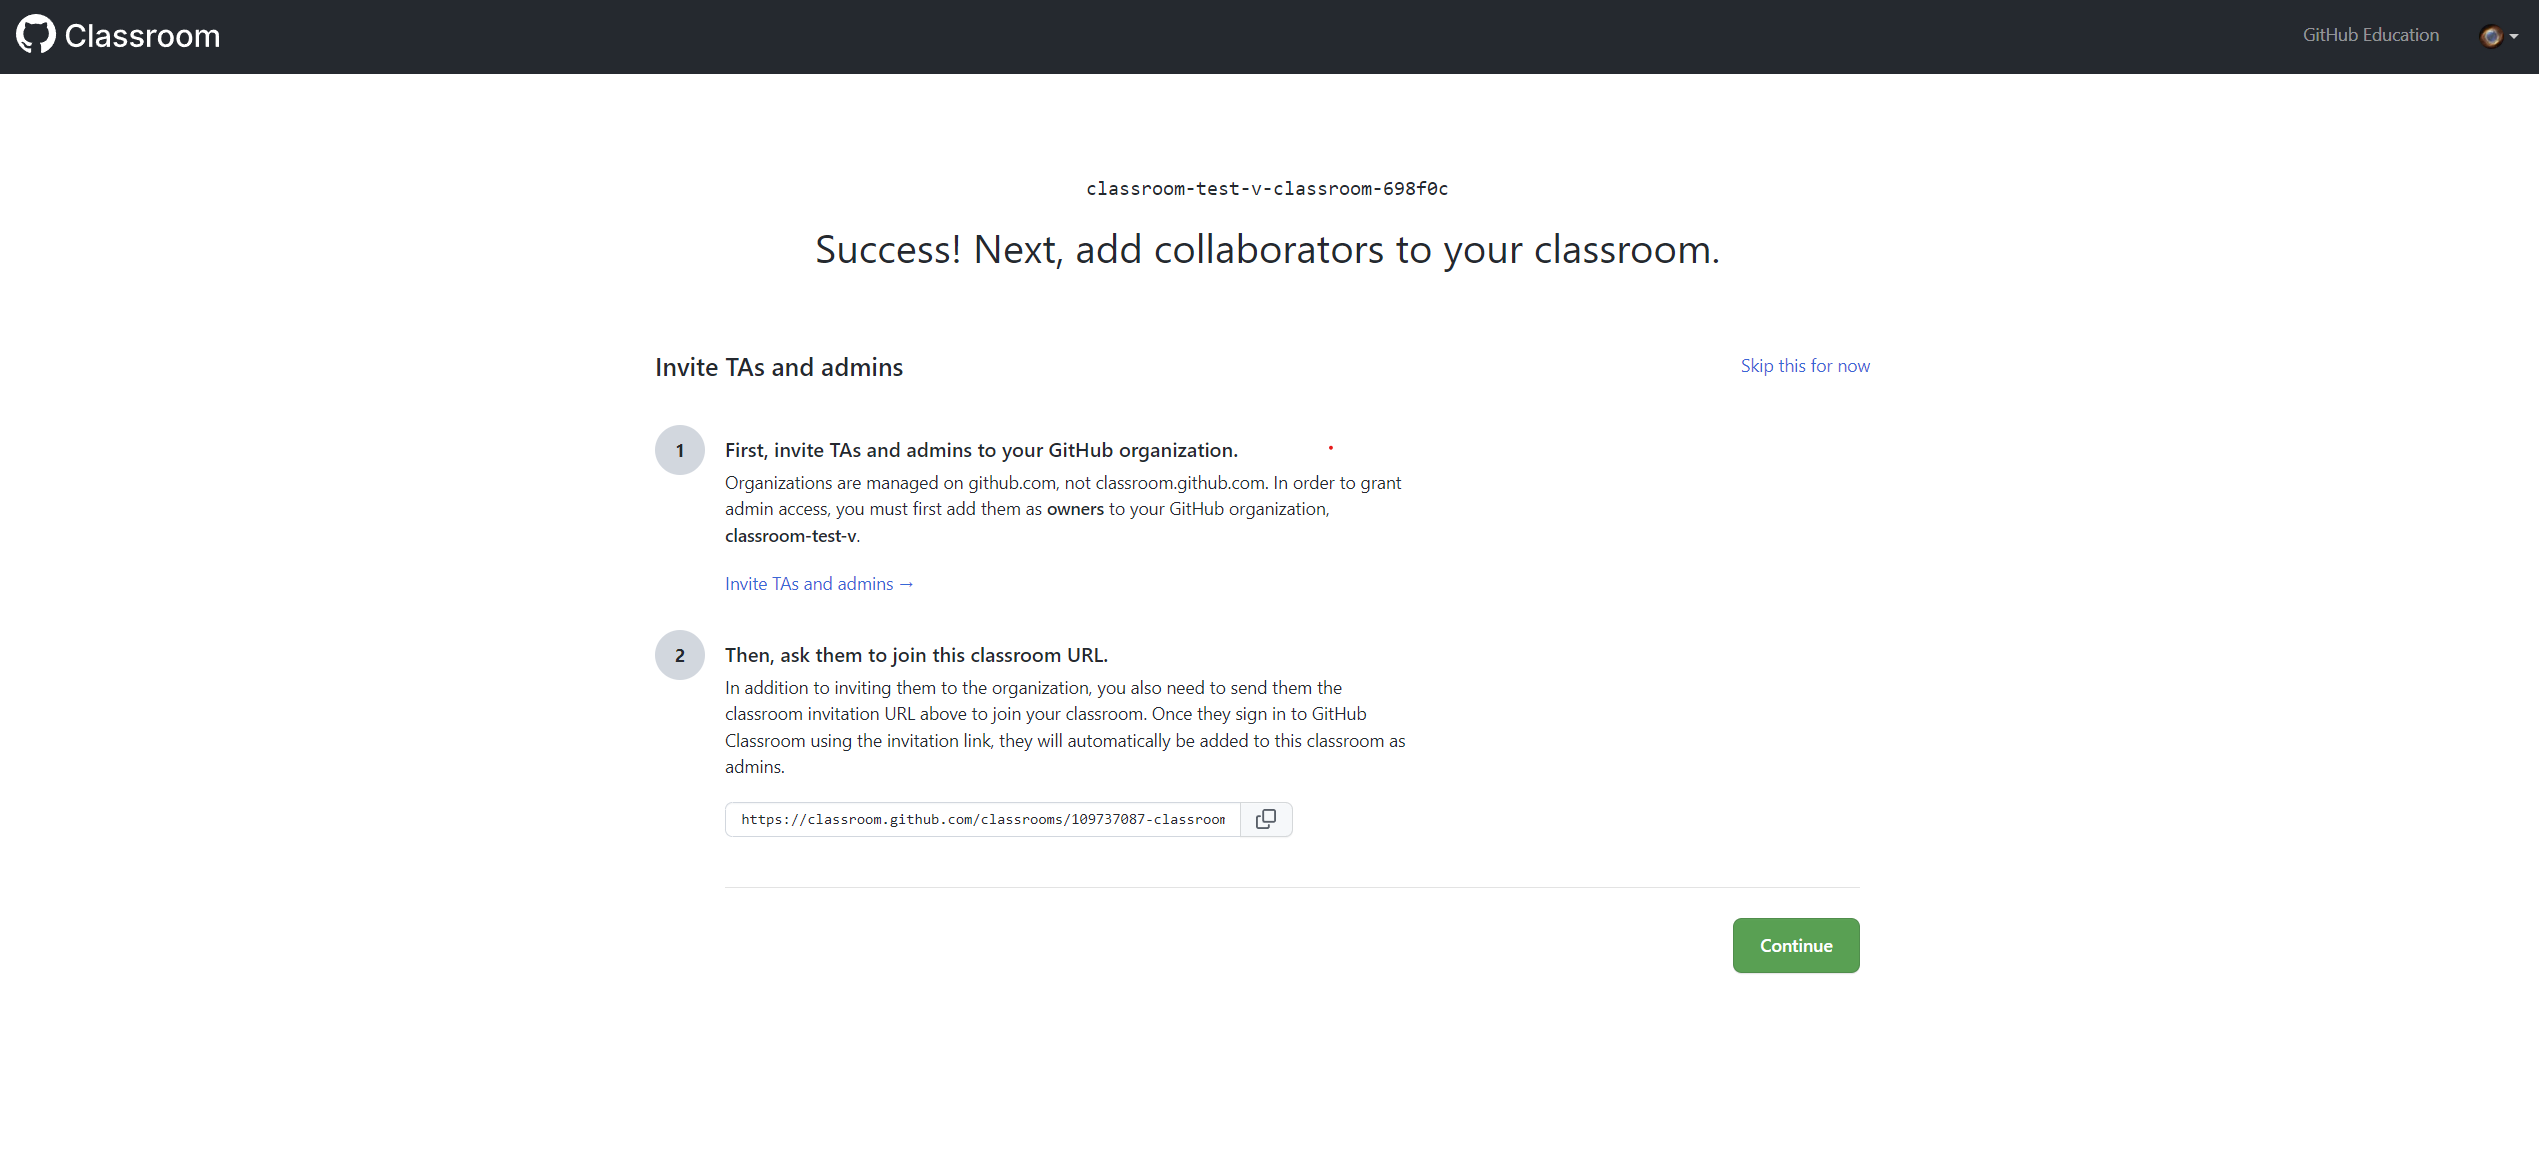 Classroom
GitHub Education
classroom-test-v-classroom-698f0c
Success! Next, add collaborators to your classroom.
Invite TAs and admins
Skip this for now
1
First, invite TAs and admins to your GitHub organization.
Organizations are managed on github.com, not classroom.github.com. In order to grant
admin access, you must first add them as owners to your GitHub organization,
classroom-test-v.
Invite TAs and admins →
2
Then, ask them to join this classroom URL.
In addition to inviting them to the organization, you also need to send them the
classroom invitation URL above to join your classroom. Once they sign in to GitHub
Classroom using the invitation link, they will automatically be added to this classroom as
admins.
https://classroom.github.com/classrooms/109737087-classroom
Continue